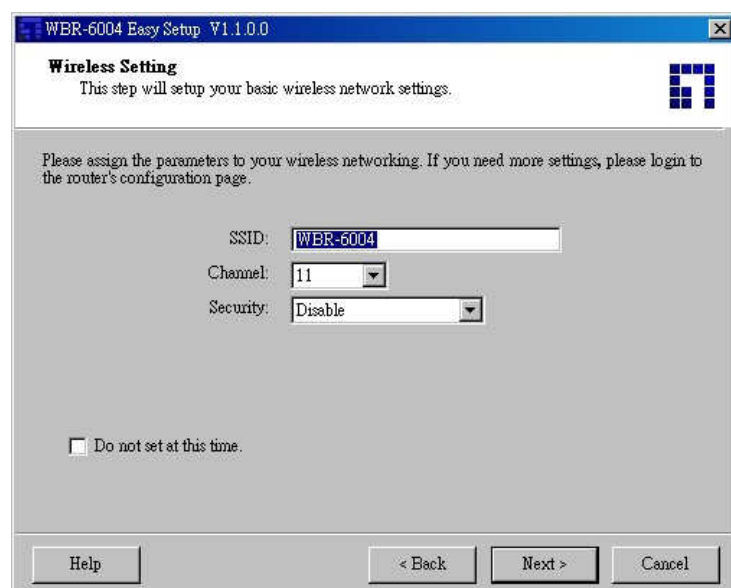 WBR-6004 Easy Setup V1.1.0.0
Wireless Setting
This step will setup your basic wireless network settings.
Please assign the parameters to your wireless networking. If you need more settings, please login to
the router's configuration page.
SSID: WBR-6004
Channel: 11
Security: Disable
Do not set at this time.
Help < Back Next > Cancel